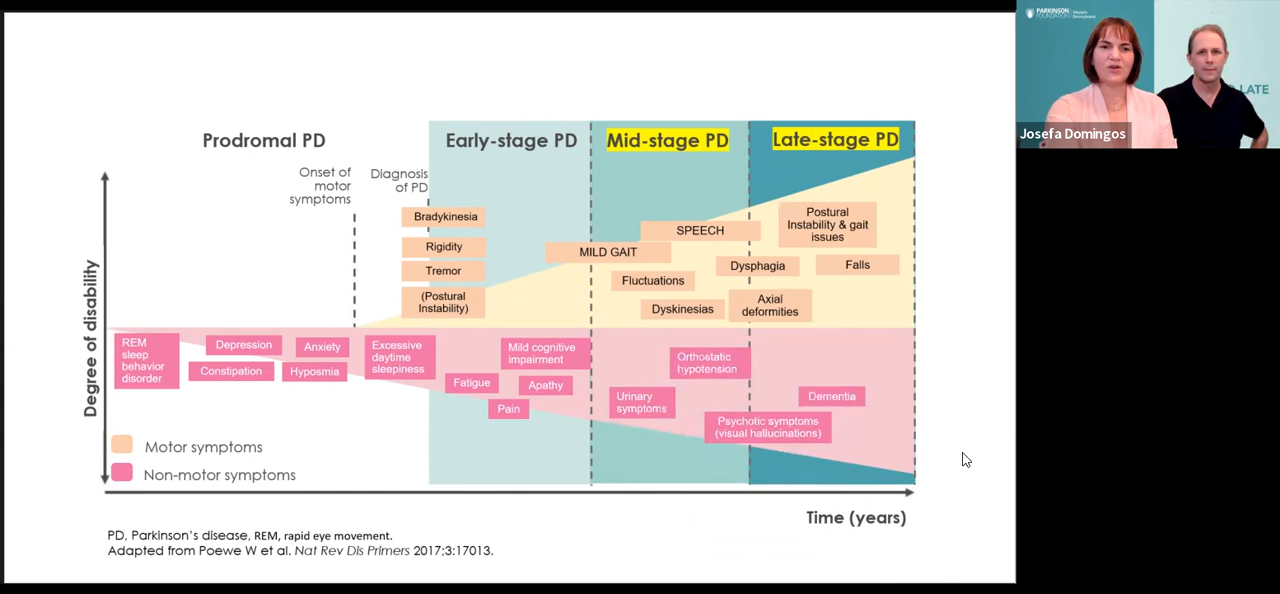 PARKINSON
FOUNDATION
Western
Pennsylvania
LATE
Josefa Domingos
Prodromal PD
Early-stage PD
Mid-stage PD
Late-stage PD
Onset of
motor
symptoms
Diagnosis
of PD
Bradykinesia
Rigidity
Tremor
(Postural
Instability)
MILD GAIT
SPEECH
Fluctuations
Dyskinesias
Dysphagia
Axial
deformities
Postural
Instability & gait
issues
Falls
Degree of disability
REM
sleep
behavior
disorder
Depression
Constipation
Anxiety
Hyposmia
Excessive
daytime
sleepiness
Fatigue
Mild cognitive
impairment
Apathy
Pain
Urinary
symptoms
Orthostatic
hypotension
Psychotic symptoms
(visual hallucinations)
Dementia
Motor symptoms
Non-motor symptoms
Time (years)
PD, Parkinson’s disease, REM, rapid eye movement.
Adapted from Poewe W et al. Nat Rev Dis Primers 2017;3:17013.